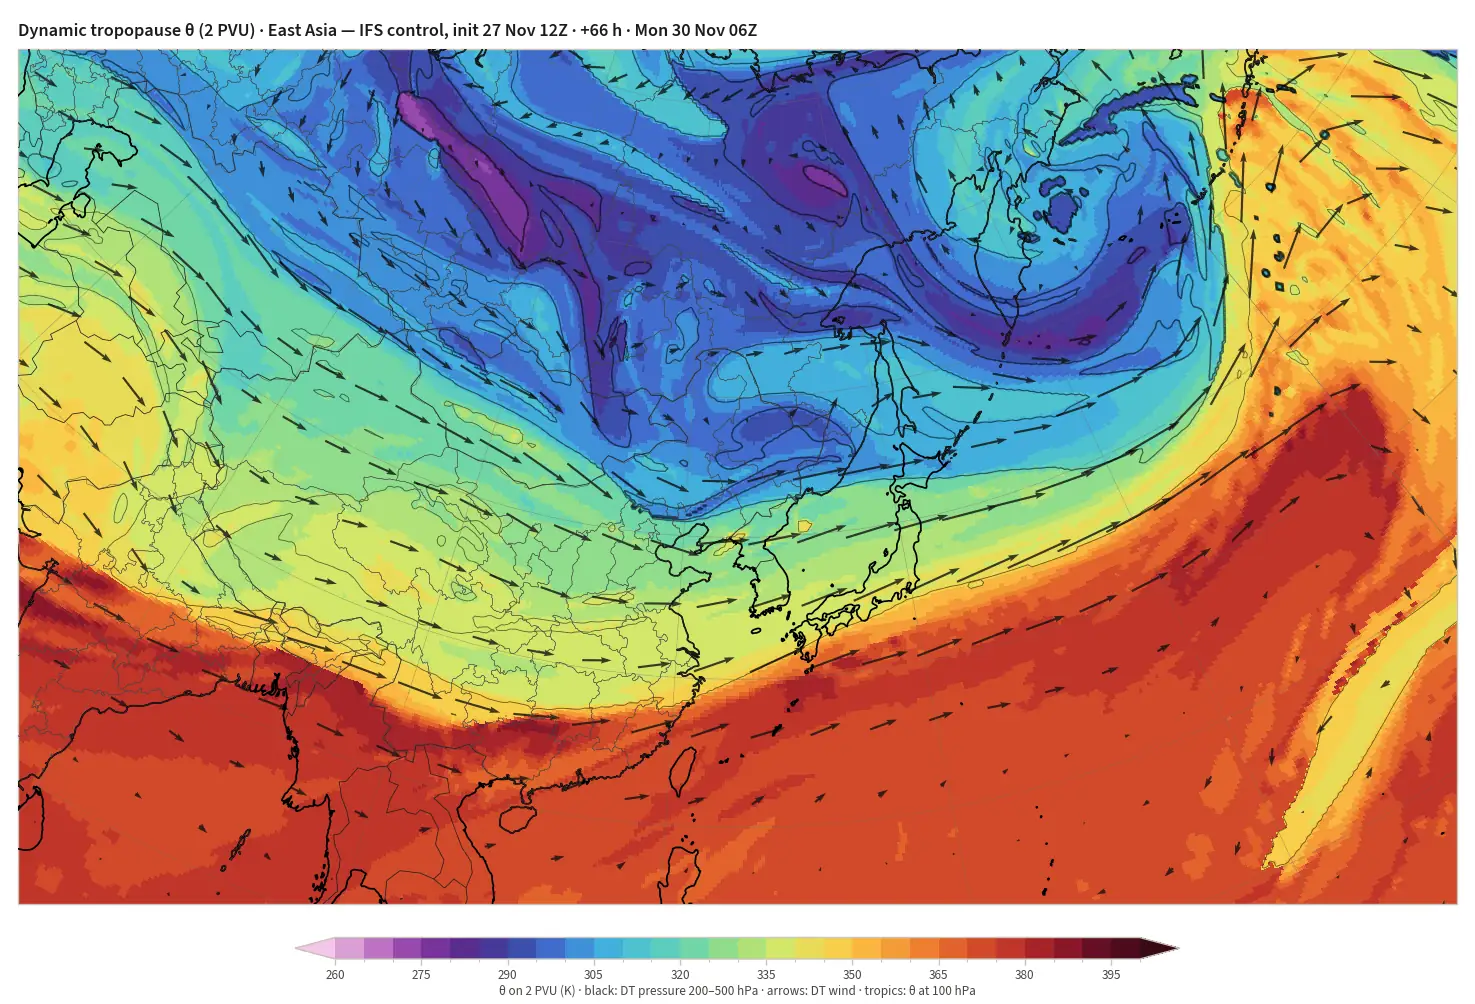 Dynamic tropopause θ (2 PVU) · East Asia — IFS control, init 27 Nov 12Z · +66 h · Mon 30 Nov 06Z
260 275 290 305 320 335 350 365 380 395
θ on 2 PVU (K) · black: DT pressure 200–500 hPa · arrows: DT wind · tropics: θ at 100 hPa